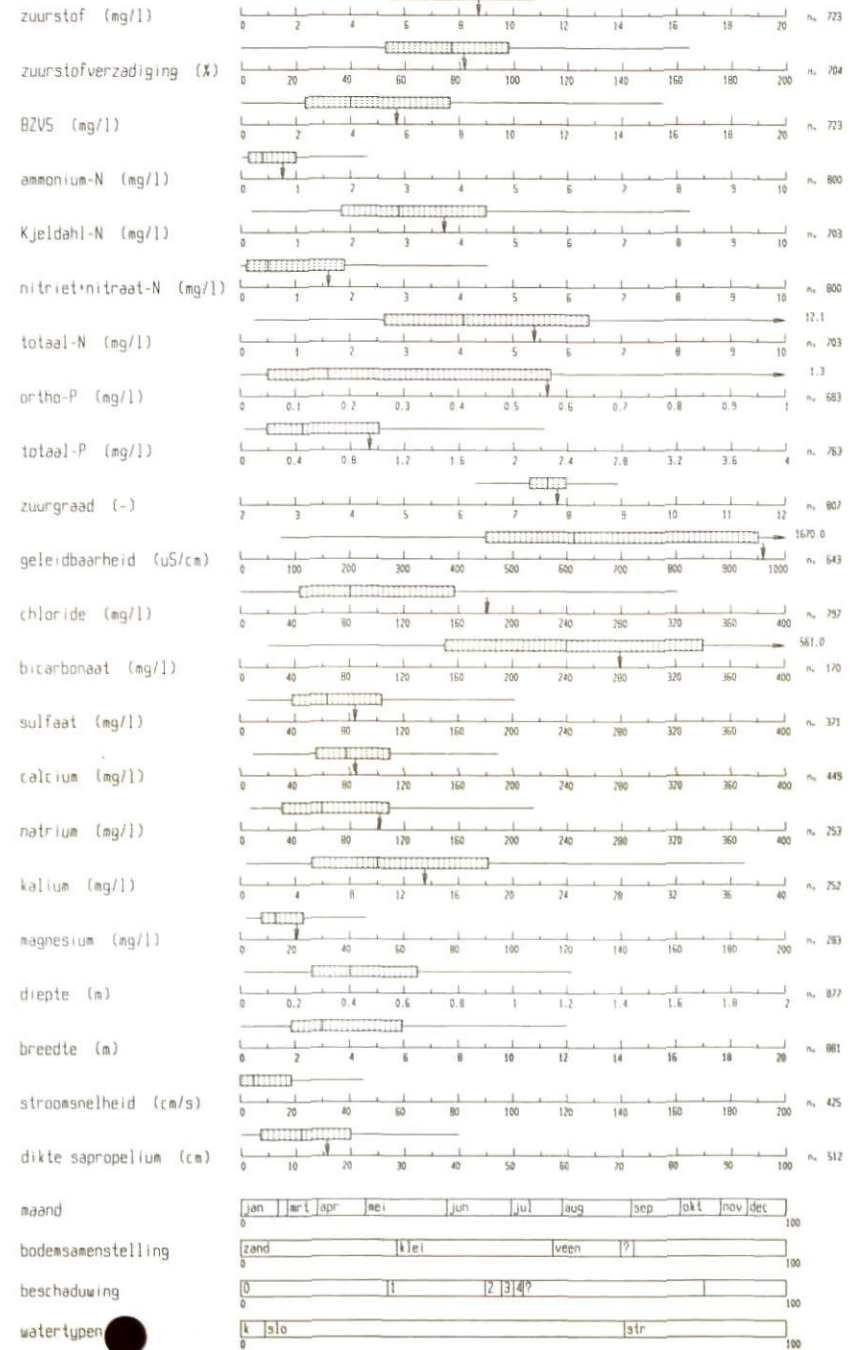 zuurstof (mg/l) 0 2 4 6 8 10 12 14 16 18 20 n= 723
zuurstofverzadiging (%) 0 20 40 60 80 100 120 140 160 180 200 n= 704
BZV5 (mg/l) 0 2 4 6 8 10 12 14 16 18 20 n= 723
ammonium-N (mg/l) 0 1 2 3 4 5 6 7 8 9 10 n= 800
Kjeldahl-N (mg/l) 0 1 2 3 4 5 6 7 8 9 10 n= 703
nitriet+nitraat-N (mg/l) 0 1 2 3 4 5 6 7 8 9 10 n= 800
12.1
totaal-N (mg/l) 0 1 2 3 4 5 6 7 8 9 10 n= 703
1.3
ortho-P (mg/l) 0 0.1 0.2 0.3 0.4 0.5 0.6 0.7 0.8 0.9 1 n= 683
totaal-P (mg/l) 0 0.4 0.8 1.2 1.6 2 2.4 2.8 3.2 3.6 4 n= 763
zuurgraad (-) 2 3 4 5 6 7 8 9 10 11 12 n= 807
1670.0
geleidbaarheid (uS/cm) 0 100 200 300 400 500 600 700 800 900 1000 n= 643
chloride (mg/l) 0 40 80 120 160 200 240 280 320 360 400 n= 797
561.0
bicarbonaat (mg/l) 0 40 80 120 160 200 240 280 320 360 400 n= 170
sulfaat (mg/l) 0 40 80 120 160 200 240 280 320 360 400 n= 371
calcium (mg/l) 0 40 80 120 160 200 240 280 320 360 400 n= 449
natrium (mg/l) 0 40 80 120 160 200 240 280 320 360 400 n= 253
kalium (mg/l) 0 4 8 12 16 20 24 28 32 36 40 n= 252
magnesium (mg/l) 0 20 40 60 80 100 120 140 160 180 200 n= 283
diepte (m) 0 0.2 0.4 0.6 0.8 1 1.2 1.4 1.6 1.8 2 n= 877
breedte (m) 0 2 4 6 8 10 12 14 16 18 20 n= 881
stroomsnelheid (cm/s) 0 20 40 60 80 100 120 140 160 180 200 n= 425
dikte sapropelium (cm) 0 10 20 30 40 50 60 70 80 90 100 n= 512
maand jan mrt apr mei jun jul aug sep okt nov dec
0 100
bodemsamenstelling zand klei veen ?
0 100
beschaduwing 0 1 2 3 4 ?
0 100
watertypen k slo str
0 100